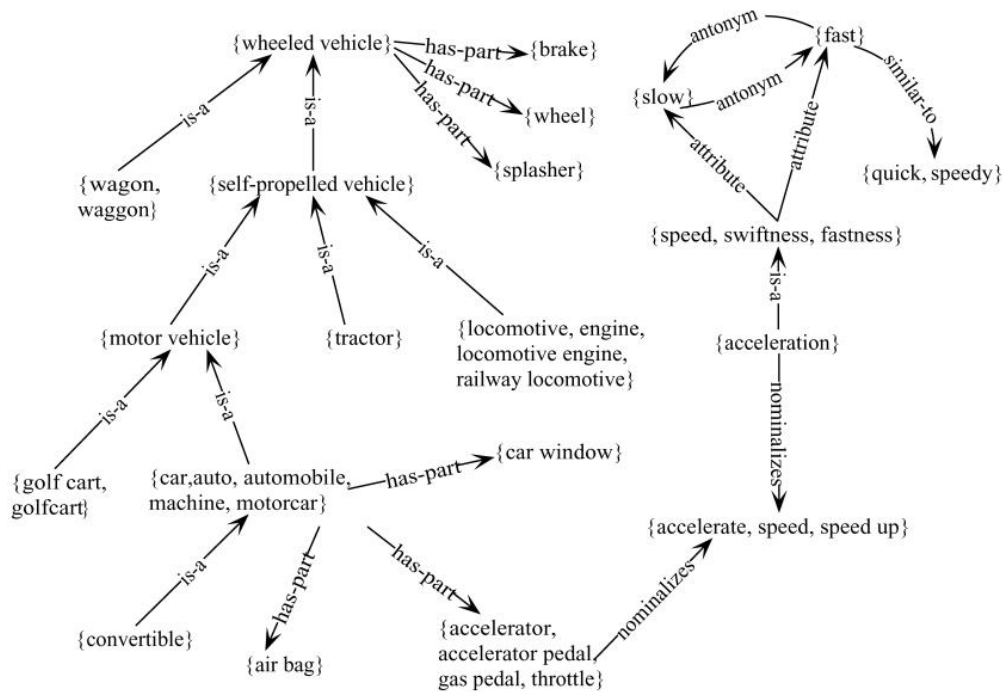 antonym
{fast}
{wheeled vehicle}
has-part
{brake}
similar-to
has-part
{slow}
antonym
is-a
is-a
has-part
{wheel}
attribute
attribute
{splasher}
{quick, speedy}
{wagon,
waggon}
{self-propelled vehicle}
{speed, swiftness, fastness}
is-a
is-a
is-a
is-a
{motor vehicle}
{tractor}
{locomotive, engine,
locomotive engine,
railway locomotive}
{acceleration}
is-a
is-a
nominalizes
{golf cart,
golfcart}
{car,auto, automobile,
machine, motorcar}
has-part
{car window}
{accelerate, speed, speed up}
is-a
has-part
has-part
nominalizes
{convertible}
{air bag}
{accelerator,
accelerator pedal,
gas pedal, throttle}